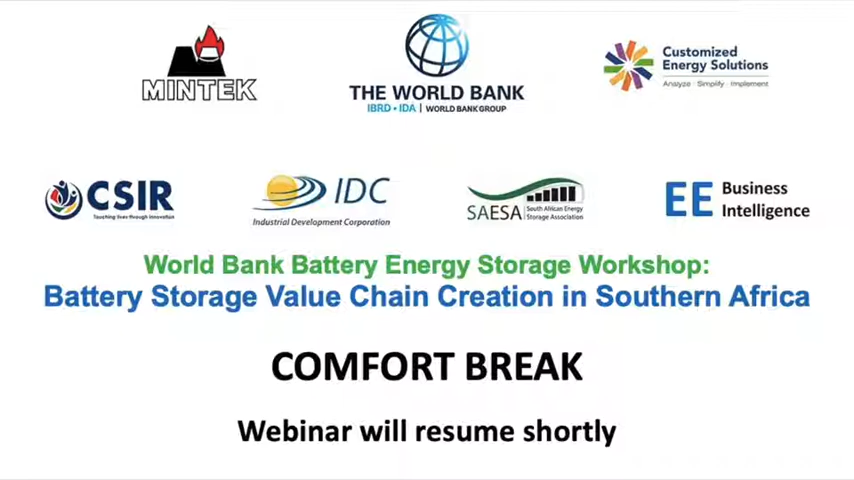 MINTEK
THE WORLD BANK
IBRD • IDA | WORLD BANK GROUP
Customized
Energy Solutions
Analyze · Simplify · Implement
CSIR
Touching lives through innovation
IDC
Industrial Development Corporation
SAESA
South African Energy
Storage Association
EE
Business
Intelligence
World Bank Battery Energy Storage Workshop:
Battery Storage Value Chain Creation in Southern Africa
COMFORT BREAK
Webinar will resume shortly